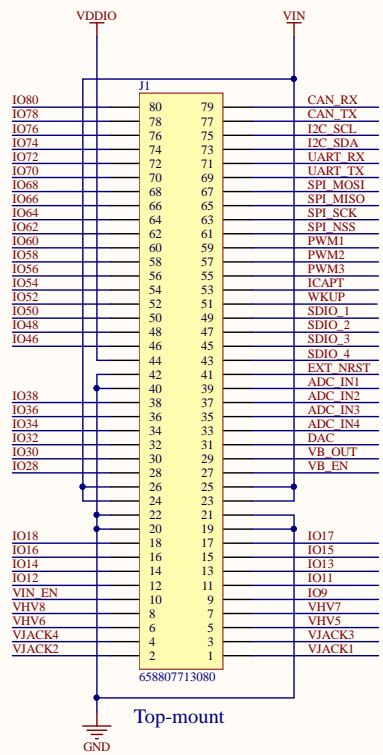 VDDIO VIN
J1
IO80 80 79 CAN_RX
IO78 78 77 CAN_TX
IO76 76 75 I2C_SCL
IO74 74 73 I2C_SDA
IO72 72 71 UART_RX
IO70 70 69 UART_TX
IO68 68 67 SPI_MOSI
IO66 66 65 SPI_MISO
IO64 64 63 SPI_SCK
IO62 62 61 SPI_NSS
IO60 60 59 PWM1
IO58 58 57 PWM2
IO56 56 55 PWM3
IO54 54 53 ICAPT
IO52 52 51 WKUP
IO50 50 49 SDIO_1
IO48 48 47 SDIO_2
IO46 46 45 SDIO_3
44 43 SDIO_4
42 41 EXT_NRST
40 39 ADC_IN1
IO38 38 37 ADC_IN2
IO36 36 35 ADC_IN3
IO34 34 33 ADC_IN4
IO32 32 31 DAC
IO30 30 29 VB_OUT
IO28 28 27 VB_EN
26 25
24 23
22 21
20 19
IO18 18 17 IO17
IO16 16 15 IO15
IO14 14 13 IO13
IO12 12 11 IO11
VIN_EN 10 9 IO9
VHV8 8 7 VHV7
VHV6 6 5 VHV5
VJACK4 4 3 VJACK3
VJACK2 2 1 VJACK1
658807713080
Top-mount
GND